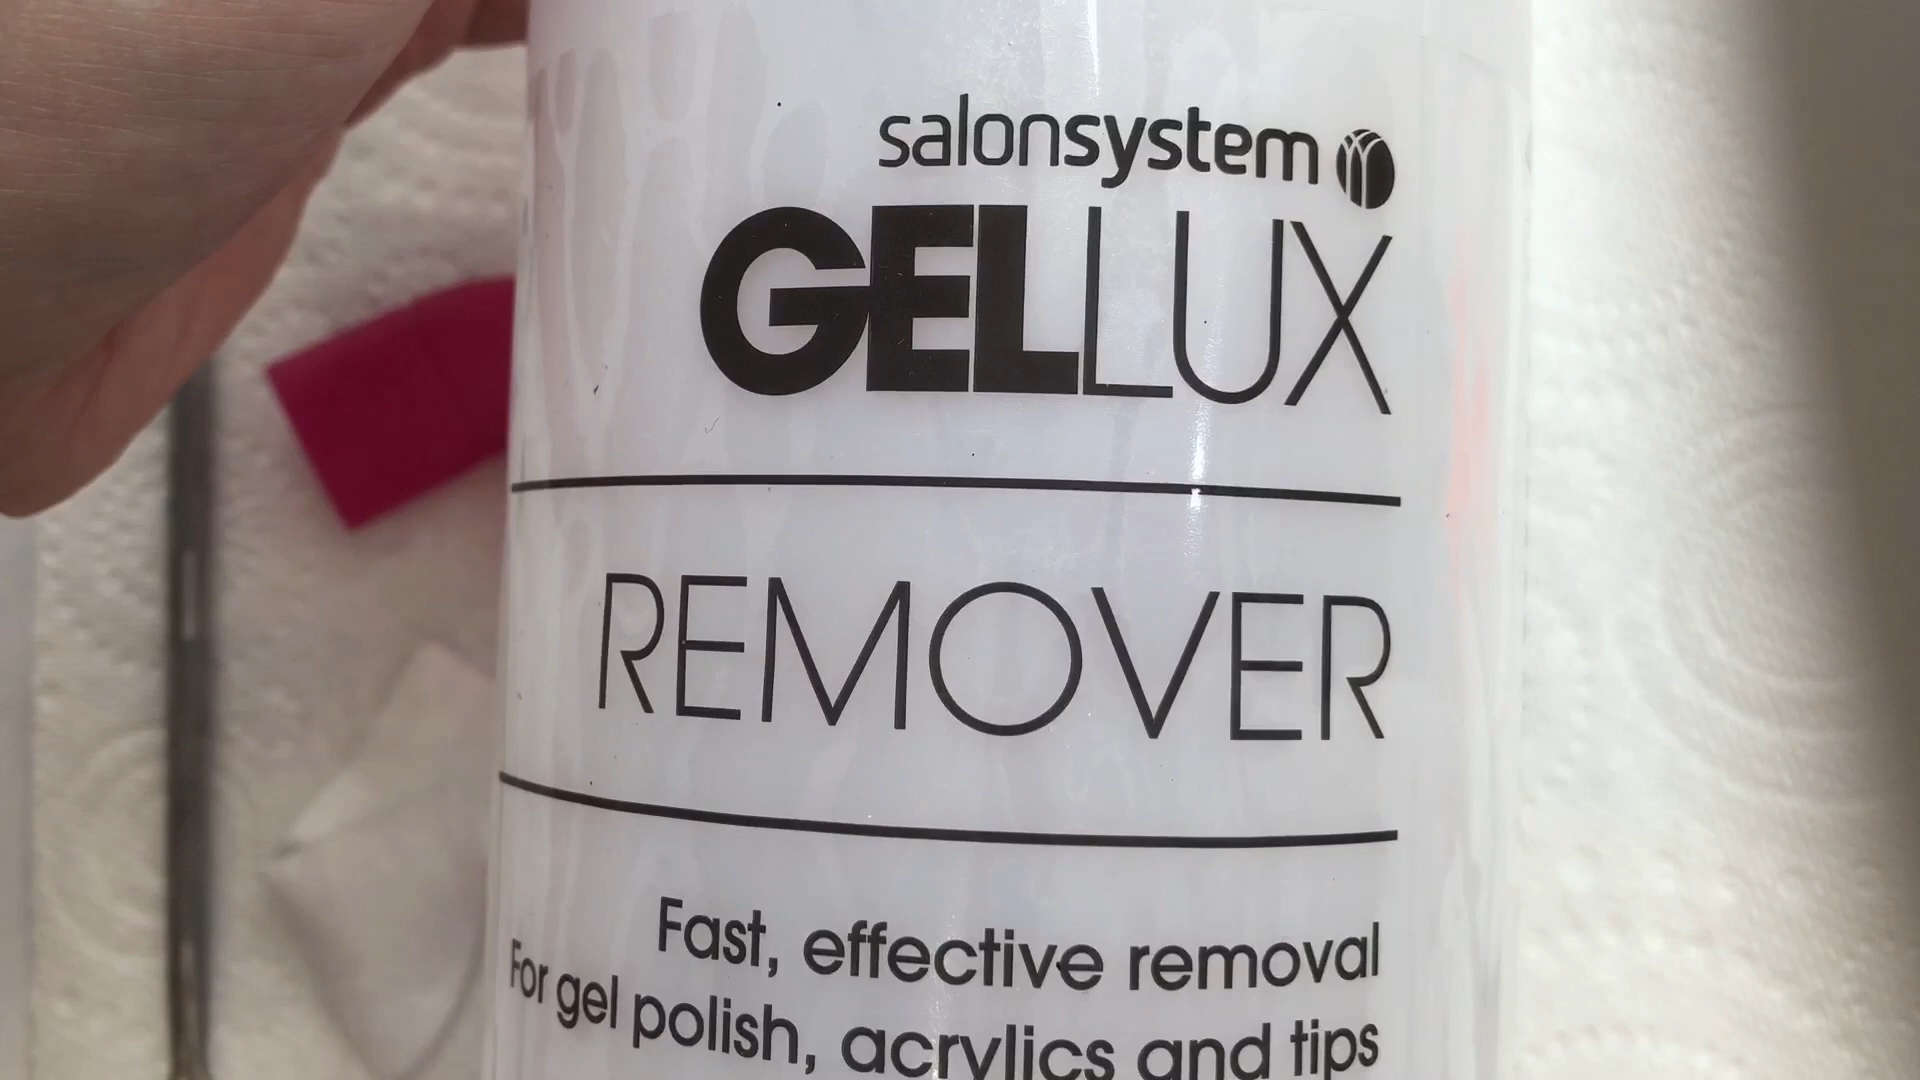 salonsystem
GELLUX
REMOVER
Fast, effective removal
For gel polish, acrylics and tips